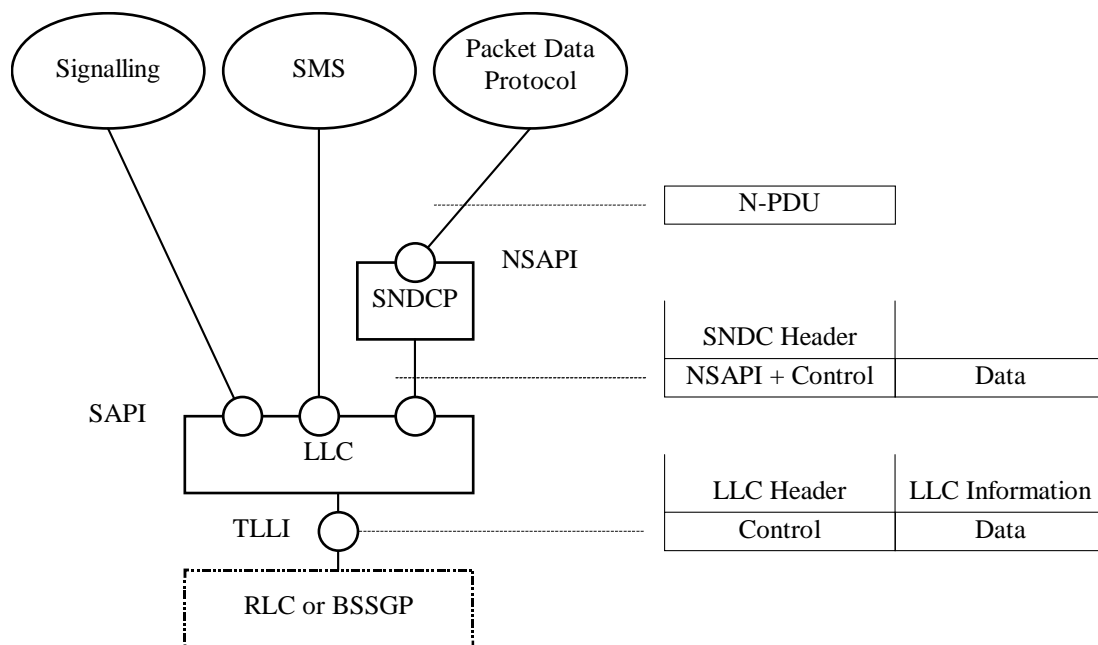 Signalling
SMS
Packet Data
Protocol
N-PDU
NSAPI
SNDCP
SNDC Header
NSAPI + Control
Data
SAPI
LLC
LLC Header
LLC Information
TLLI
Control
Data
RLC or BSSGP